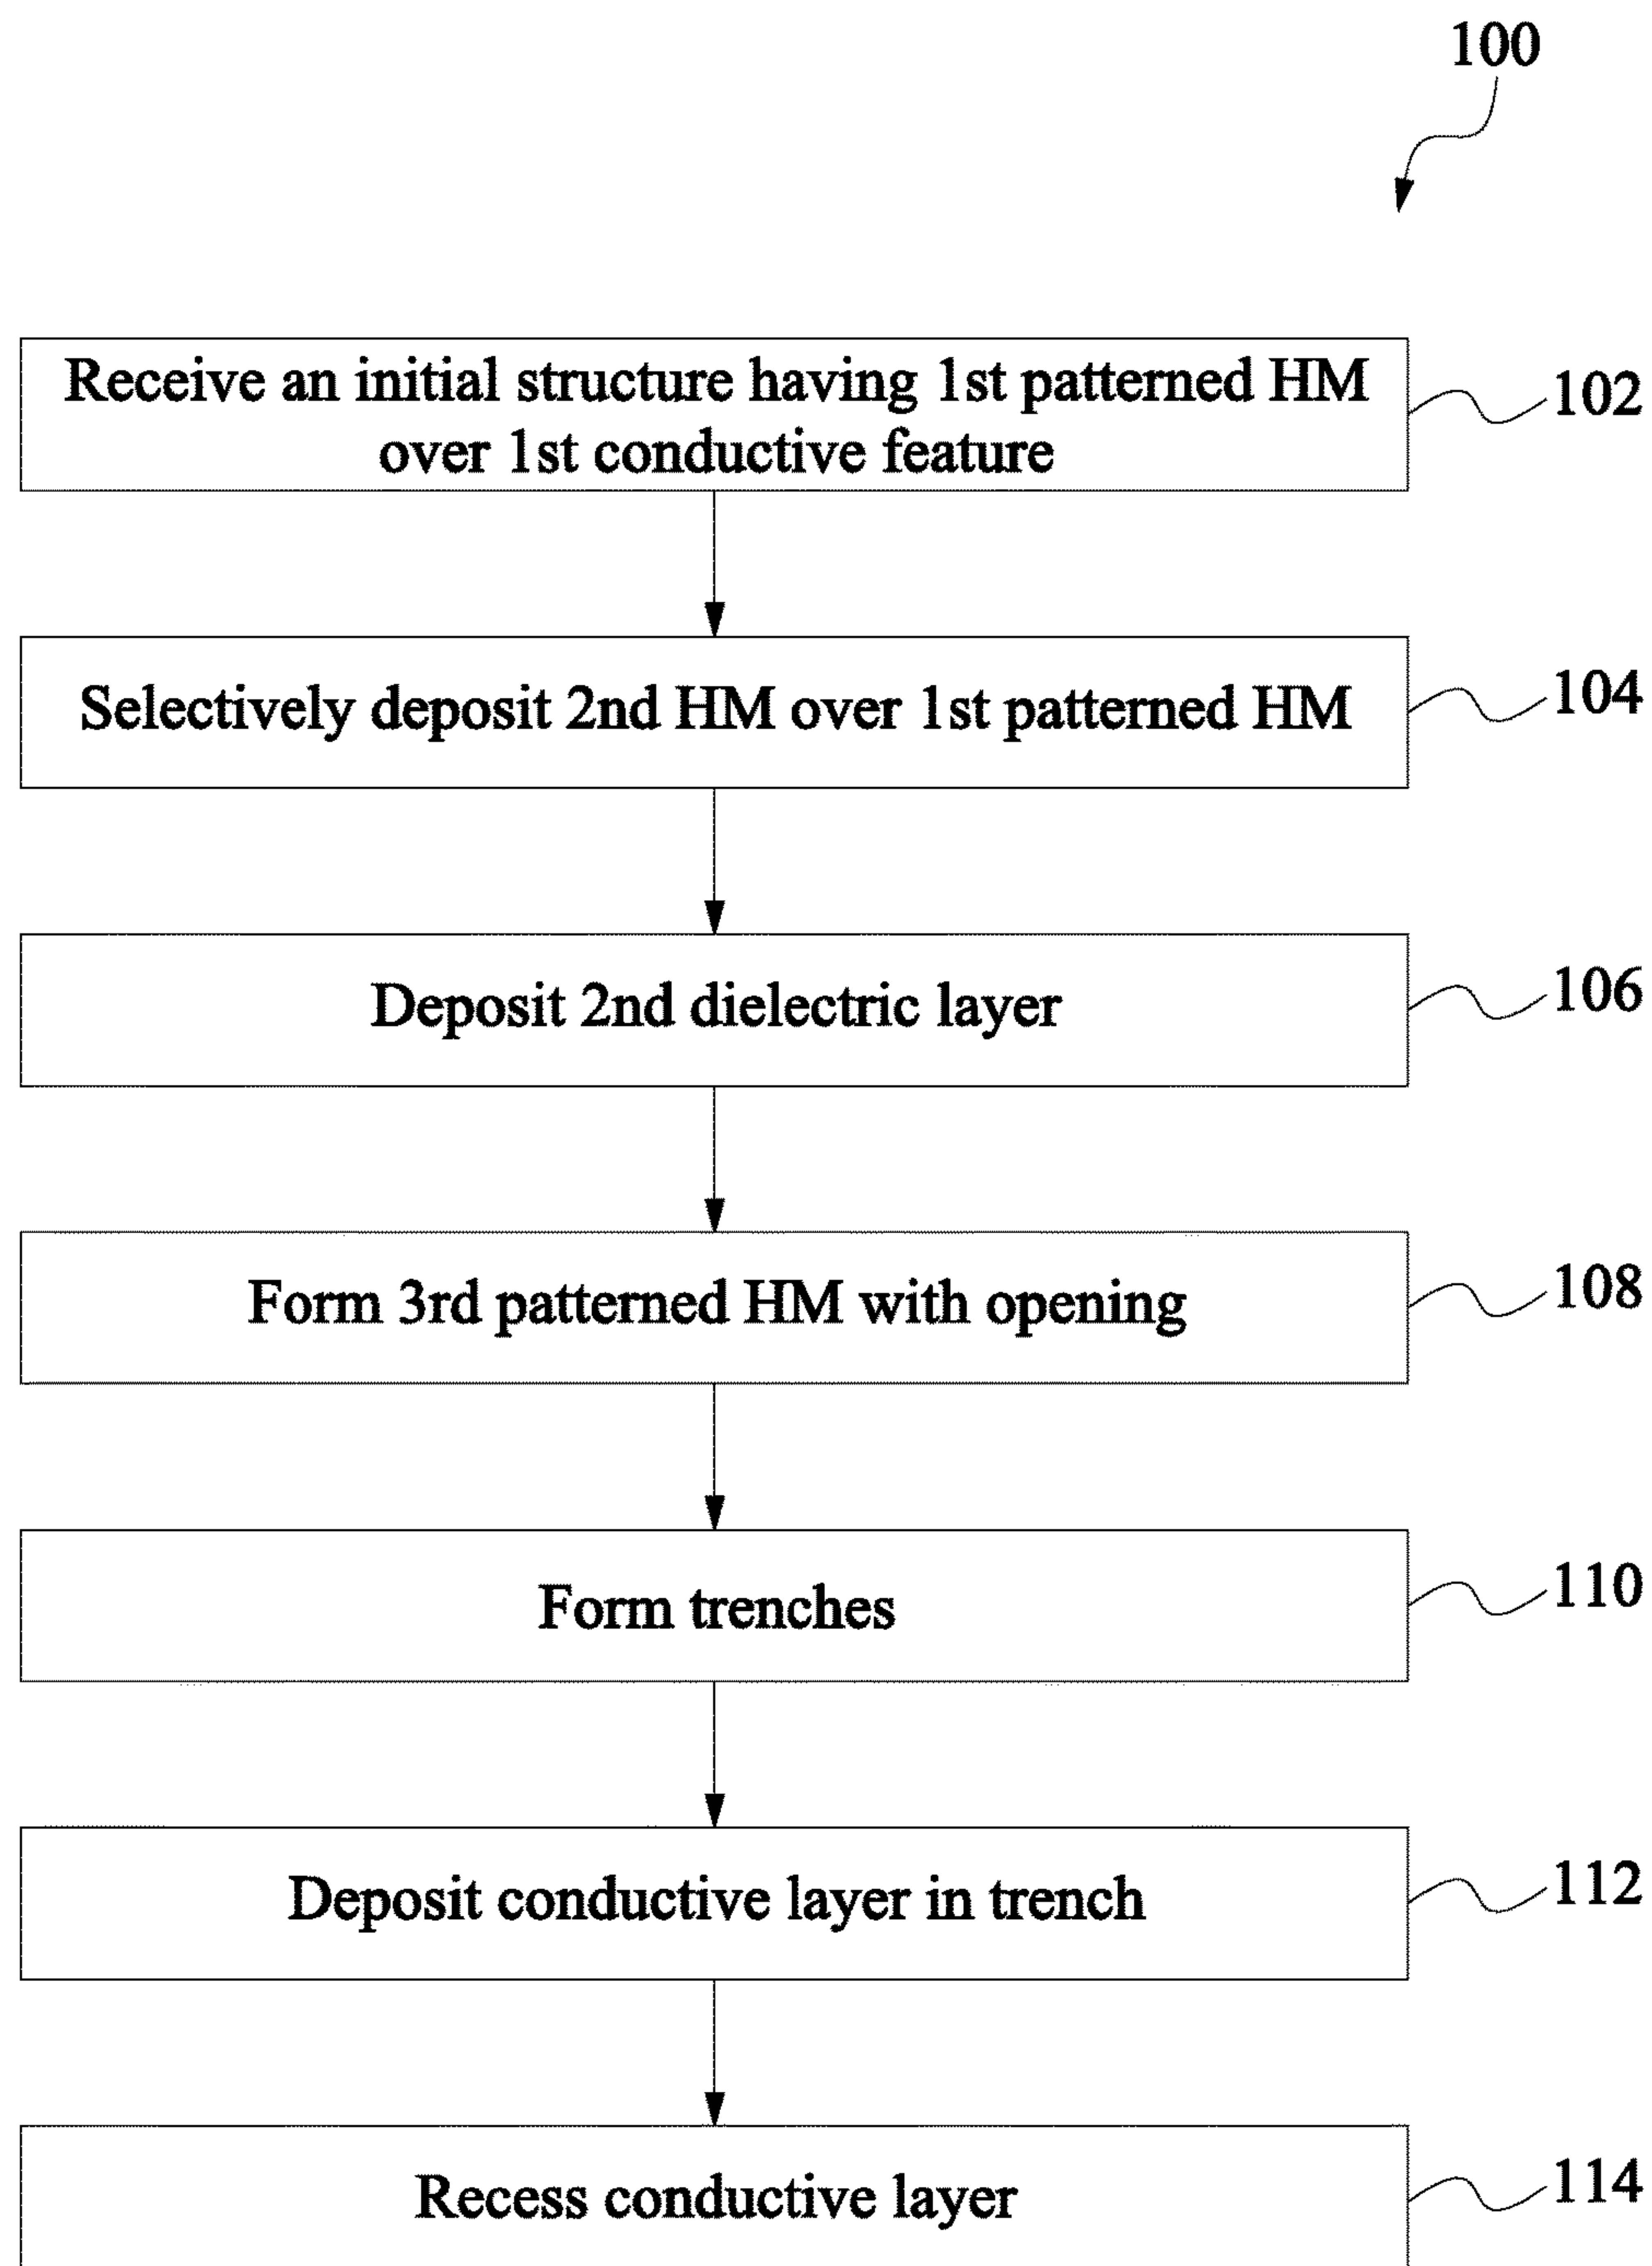 100
Receive an initial structure having 1st patterned HM
over 1st conductive feature
102
Selectively deposit 2nd HM over 1st patterned HM
104
Deposit 2nd dielectric layer
106
Form 3rd patterned HM with opening
108
Form trenches
110
Deposit conductive layer in trench
112
Recess conductive layer
114